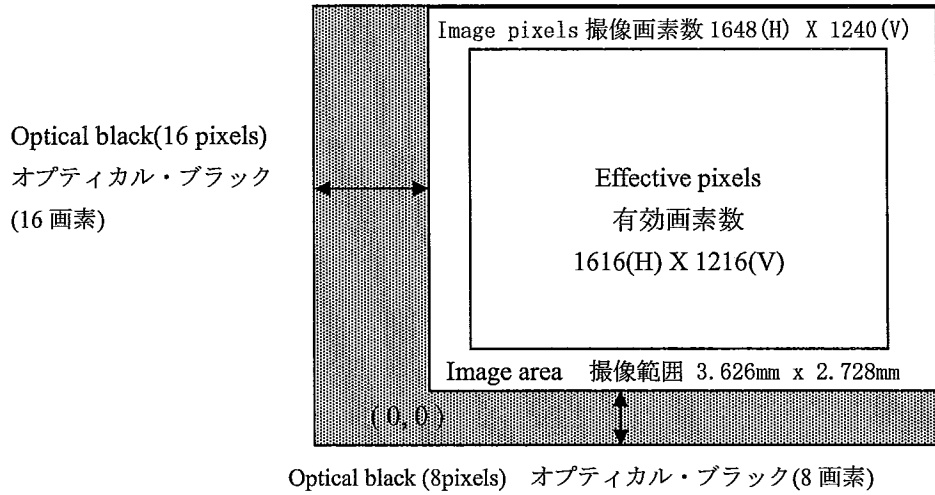 Image pixels 撮像画素数 1648(H) X 1240(V)
Optical black(16 pixels)
オプティカル・ブラック
(16 画素)
Effective pixels
有効画素数
1616(H) X 1216(V)
Image area 撮像範囲 3.626mm x 2.728mm
(0,0)
Optical black (8pixels) オプティカル・ブラック(8 画素)